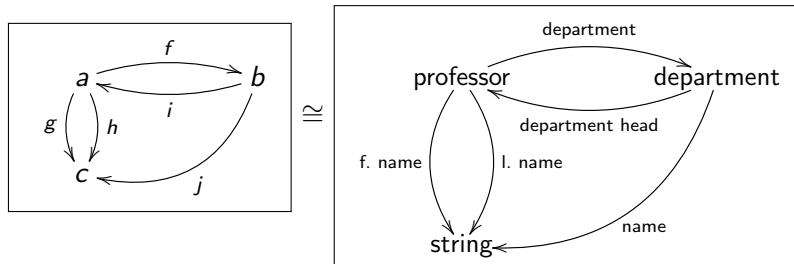 f
a b
i
g h
c
j
≅
department
professor department
department head
f. name l. name
name
string